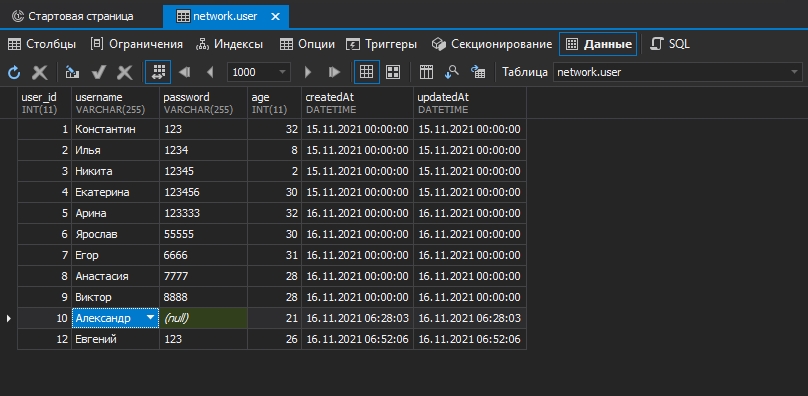 Стартовая страница network.user
Столбцы Ограничения Индексы Опции Триггеры Секционирование Данные SQL
1000 Таблица network.user
user_id username password age createdAt updatedAt
INT(11) VARCHAR(255) VARCHAR(255) INT(11) DATETIME DATETIME
1 Константин 123 32 15.11.2021 00:00:00 15.11.2021 00:00:00
2 Илья 1234 8 15.11.2021 00:00:00 15.11.2021 00:00:00
3 Никита 12345 2 15.11.2021 00:00:00 15.11.2021 00:00:00
4 Екатерина 123456 30 15.11.2021 00:00:00 15.11.2021 00:00:00
5 Арина 123333 32 16.11.2021 00:00:00 16.11.2021 00:00:00
6 Ярослав 55555 30 16.11.2021 00:00:00 16.11.2021 00:00:00
7 Егор 6666 31 16.11.2021 00:00:00 16.11.2021 00:00:00
8 Анастасия 7777 28 16.11.2021 00:00:00 16.11.2021 00:00:00
9 Виктор 8888 28 16.11.2021 00:00:00 16.11.2021 00:00:00
10 Александр (null) 21 16.11.2021 06:28:03 16.11.2021 06:28:03
12 Евгений 123 26 16.11.2021 06:52:06 16.11.2021 06:52:06